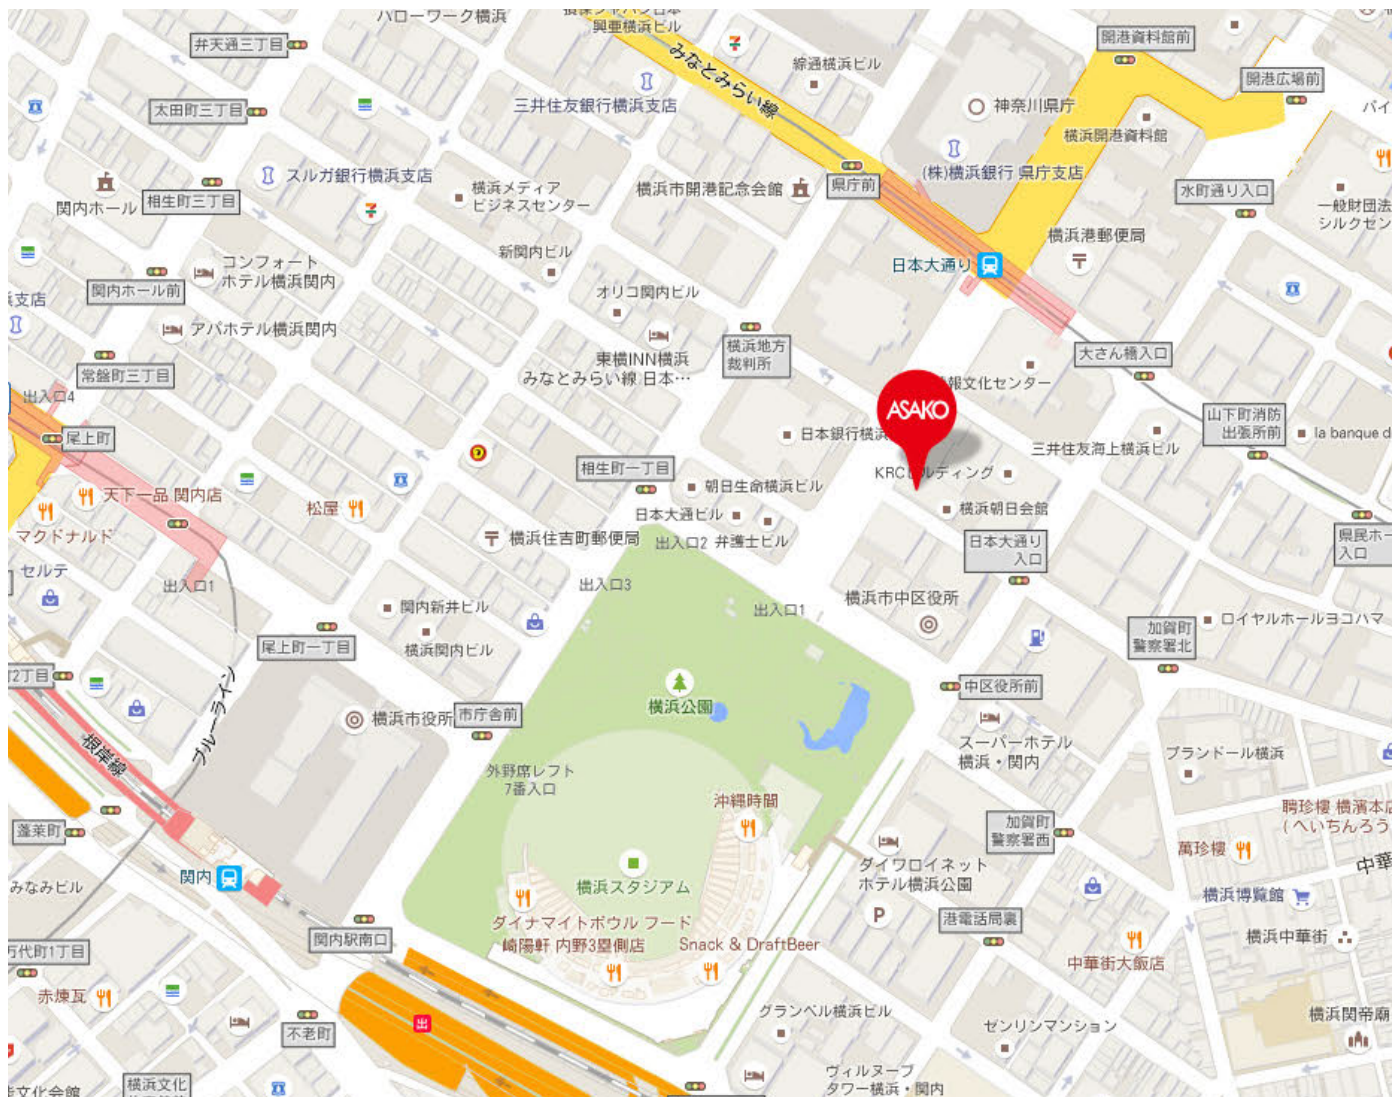 ハローワーク横浜
損保ジャパン日本
興亜横浜ビル
弁天通三丁目
みなとみらい線
線通横浜ビル
開港資料館前
開港広場前
太田町三丁目
三井住友銀行横浜支店
神奈川県庁
横浜開港資料館
スルガ銀行横浜支店
(株)横浜銀行 県庁支店
関内ホール
相生町三丁目
横浜メディア
ビジネスセンター
横浜市開港記念会館
県庁前
水町通り入口
一般財団法
シルクセン
横浜港郵便局
新関内ビル
日本大通り
コンフォート
ホテル横浜関内
関内ホール前
オリコ関内ビル
支店
アパホテル横浜関内
横浜地方
裁判所
大さん橋入口
東横INN横浜
みなとみらい線 日本…
常盤町三丁目
報文化センター
出入口4
ASAKO
山下町消防
出張所前
la banque d
尾上町
日本銀行横浜
三井住友海上横浜ビル
相生町一丁目
KRCビルディング
朝日生命横浜ビル
天下一品 関内店
松屋
横浜朝日会館
日本大通ビル
弁護士ビル
マクドナルド
横浜住吉町郵便局
出入口2
日本大通り
入口
県民ホー
入口
セルテ
出入口1
出入口3
関内新井ビル
出入口1
横浜市中区役所
ロイヤルホールヨコハマ
尾上町一丁目
横浜関内ビル
加賀町
警察署北
2丁目
ブルーライン
中区役所前
横浜公園
横浜市役所
市庁舎前
根岸線
スーパーホテル
横浜・関内
ブランドール横浜
外野席レフト
7番入口
沖縄時間
聘珍樓 横濱本店
(へいちんろう
蓬莱町
加賀町
警察署西
萬珍樓
中華
ダイワロイネット
ホテル横浜公園
関内
みなみビル
横浜スタジアム
横浜博覧館
P
ダイナマイトボウル フード
港電話局裏
崎陽軒 内野3塁側店
Snack & DraftBeer
関内駅南口
万代町1丁目
横浜中華街
中華街大飯店
赤煉瓦
グランベル横浜ビル
横浜関帝廟
出
不老町
ゼンリンマンション
ヴィルヌーブ
タワー横浜・関内
横浜文化
文化会館